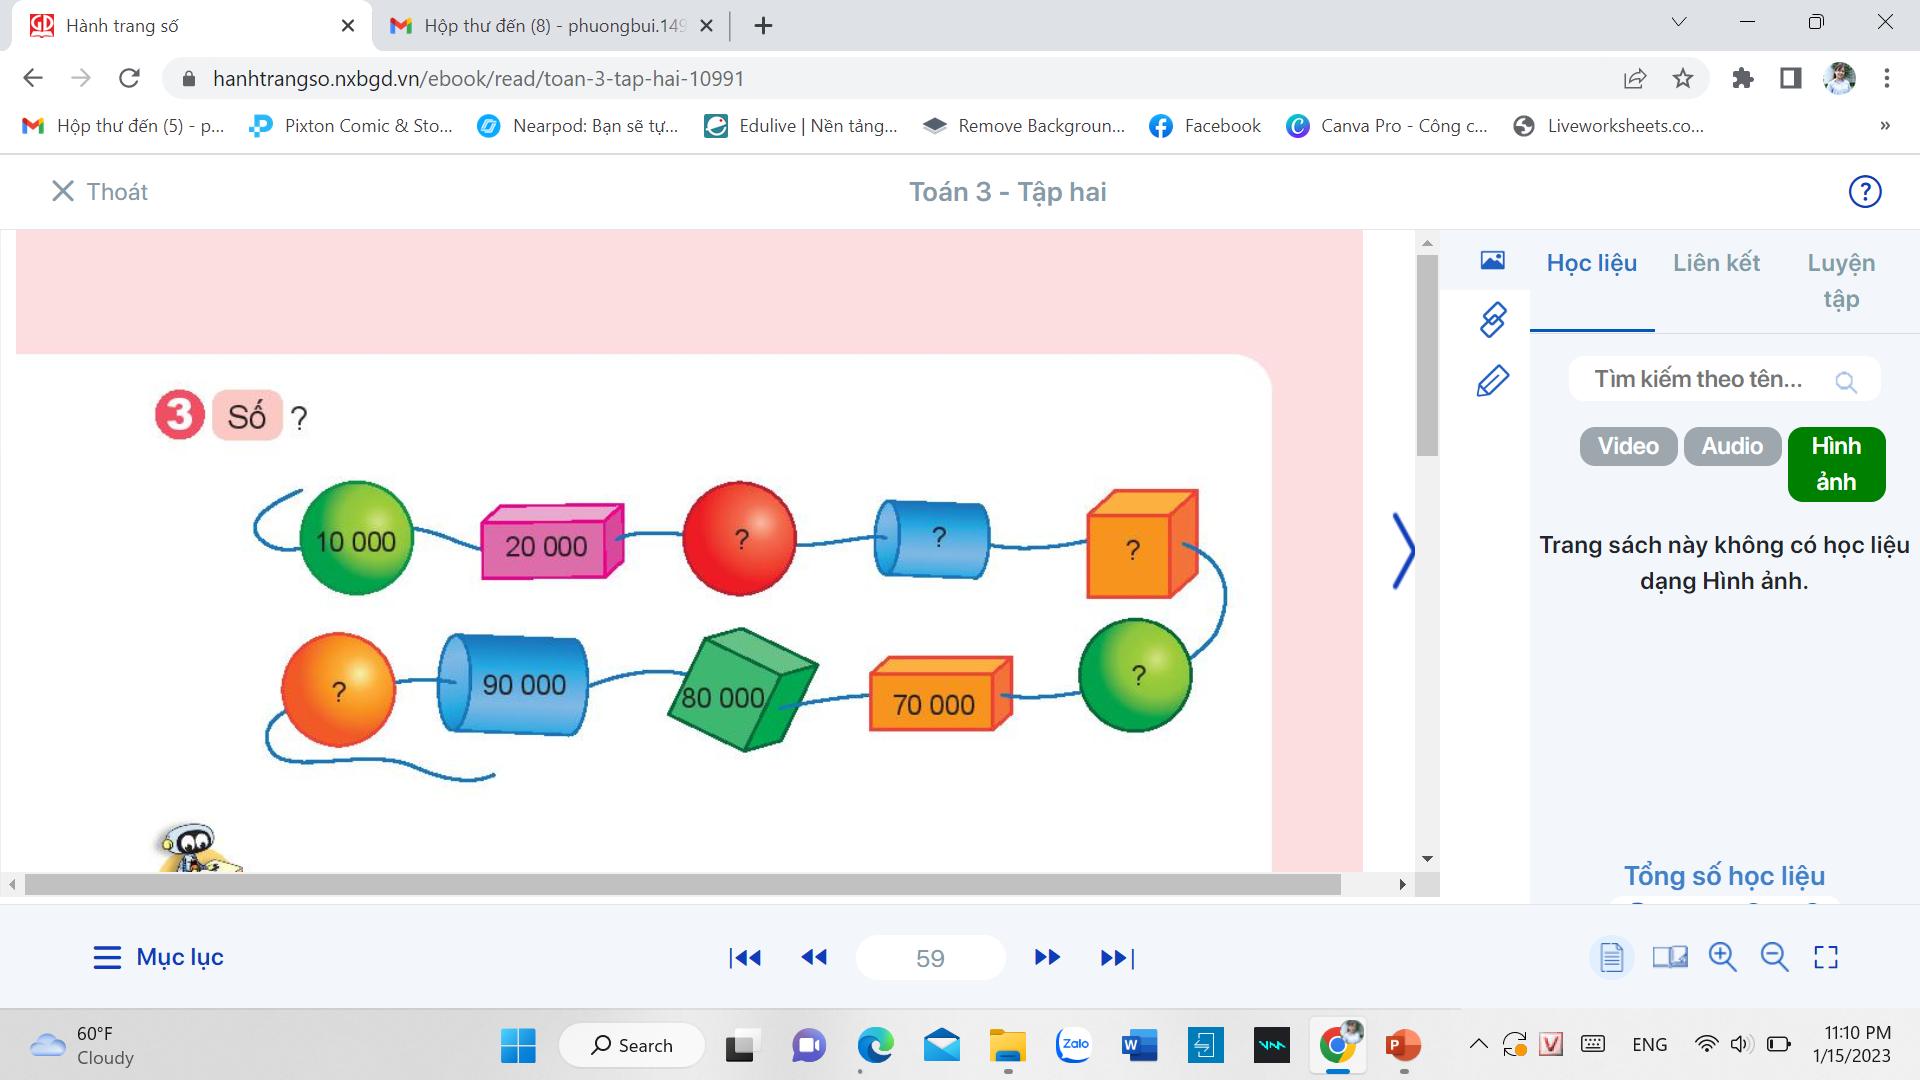 Hành trang số
Hộp thư đến (8) - phuongbui.149
hanhtrangso.nxbgd.vn/ebook/read/toan-3-tap-hai-10991
Hộp thư đến (5) - p...
Pixton Comic & Sto...
Nearpod: Bạn sẽ tự...
Edulive | Nền tảng...
Remove Backgroun...
Facebook
Canva Pro - Công c...
Liveworksheets.co...
»
Thoát
Toán 3 - Tập hai
?
Học liệu
Liên kết
Luyện
tập
Tìm kiếm theo tên...
Video
Audio
Hình
ảnh
Trang sách này không có học liệu
dạng Hình ảnh.
Tổng số học liệu
3 Số ?
10 000
20 000
?
?
?
?
90 000
80 000
70 000
?
Mục lục
59
60°F
Cloudy
Search
Zalo
ENG
11:10 PM
1/15/2023